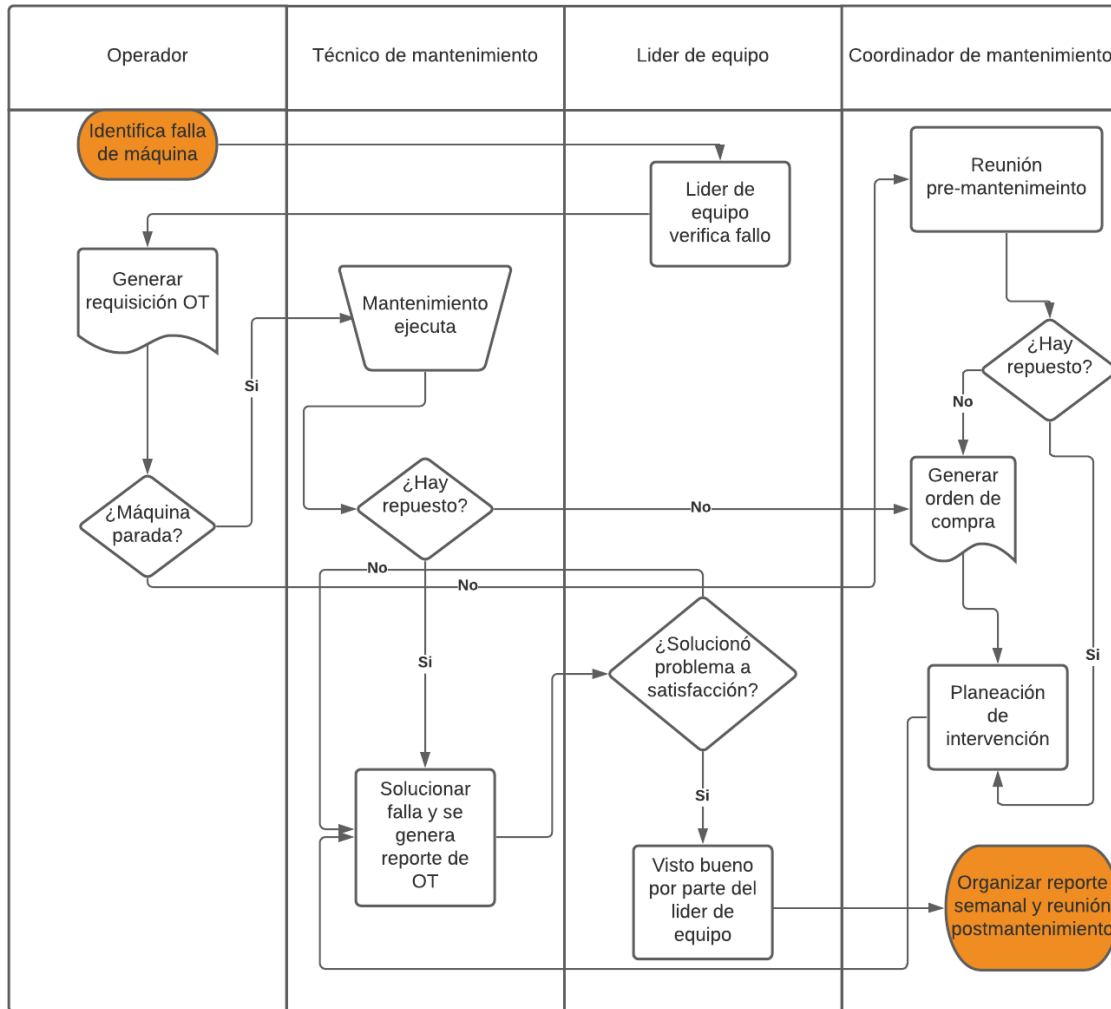 Operador
Técnico de mantenimiento
Lider de equipo
Coordinador de mantenimiento
Identifica falla
de máquina
Lider de
equipo
verifica fallo
Reunión
pre-mantenimeinto
Generar
requisición OT
Mantenimiento
ejecuta
¿Hay
repuesto?
Si
No
¿Máquina
parada?
¿Hay
repuesto?
No
Generar
orden de
compra
No
No
Si
¿Solucionó
problema a
satisfacción?
Si
Planeación
de
intervención
Solucionar
falla y se
genera
reporte de
OT
Si
Visto bueno
por parte del
lider de
equipo
Organizar reporte
semanal y reunión
postmantenimiento